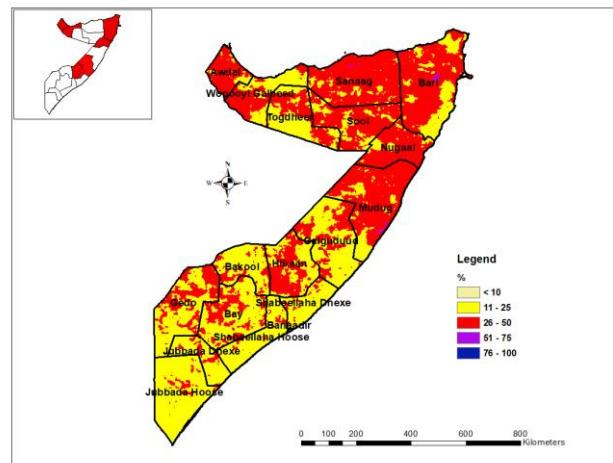 Awdal
Woqooyi Galbeed
Togdheer
Sanaag
Bari
Sool
Nugaal
Mudug
Galguduud
Hiiraan
Bakool
Gedo
Bay
Shabeellaha Dhexe
Banaadir
Shabeellaha Hoose
Jubbada Dhexe
Jubbada Hoose
N
W E
S
Legend
%
< 10
11 - 25
26 - 50
51 - 75
76 - 100
0 100 200 400 600 800
Kilometers